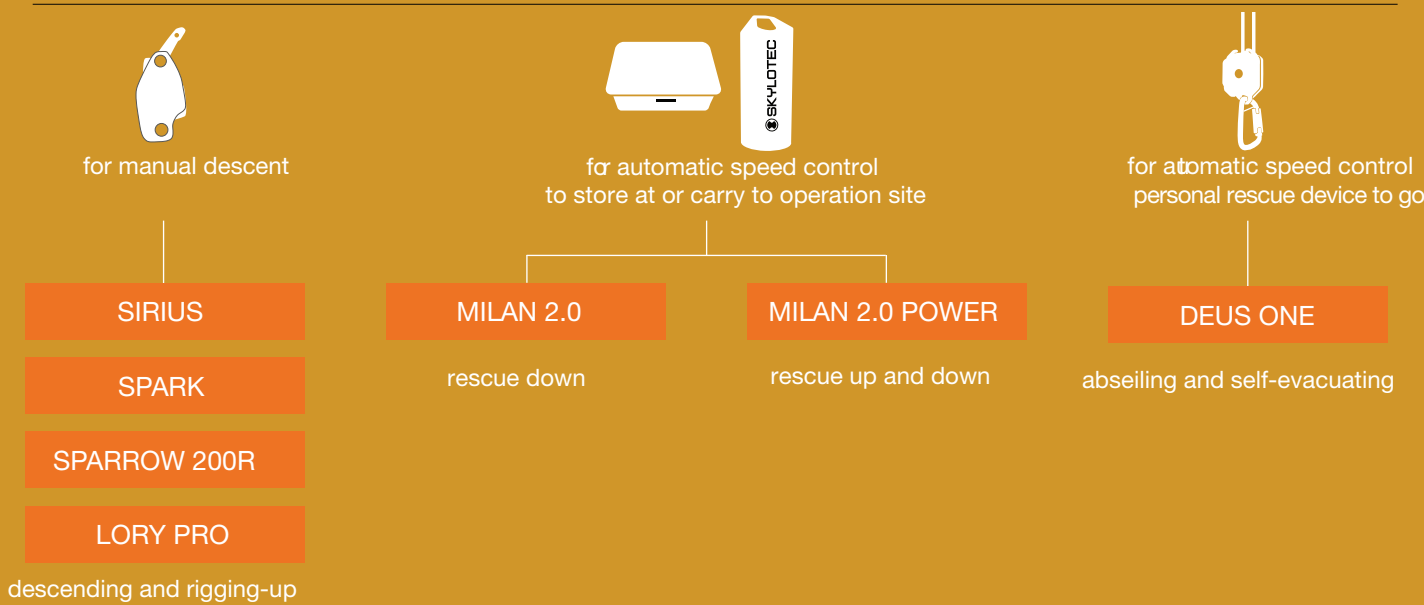 SKYLOTEC
for manual descent
SIRIUS
SPARK
SPARROW 200R
LORY PRO
descending and rigging-up
for automatic speed control
to store at or carry to operation site
MILAN 2.0
rescue down
MILAN 2.0 POWER
rescue up and down
for automatic speed control
personal rescue device to go
DEUS ONE
abseiling and self-evacuating